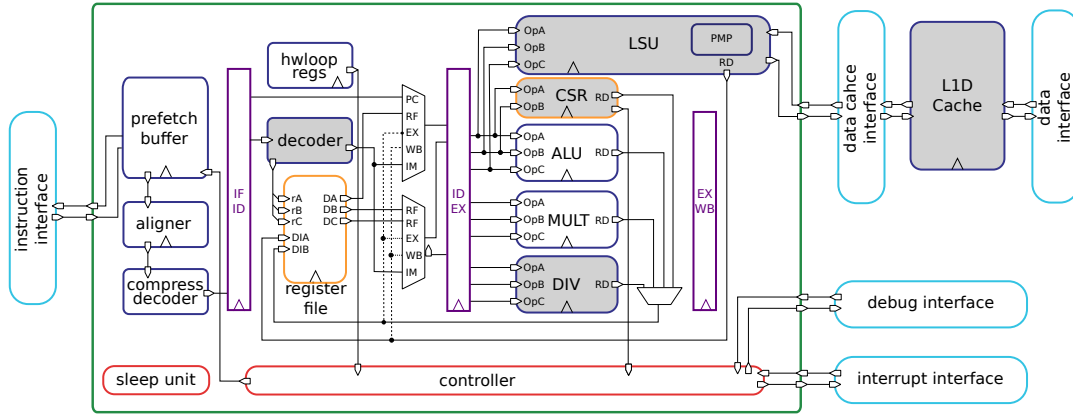 instruction
interface
prefetch
buffer
aligner
compress
decoder
IF
ID
hwloop
regs
decoder
rA
rB
rC
DIA
DIB
DA
DB
DC
register
file
PC
RF
EX
WB
IM
RF
RF
EX
WB
IM
ID
EX
OpA
OpB
OpC
LSU
PMP
RD
OpA
OpB
CSR
RD
OpA
OpB
OpC
ALU
RD
OpA
OpB
OpC
MULT
RD
OpA
OpB
OpC
DIV
RD
EX
WB
data cahce
interface
L1D
Cache
data
interface
debug interface
interrupt interface
sleep unit
controller